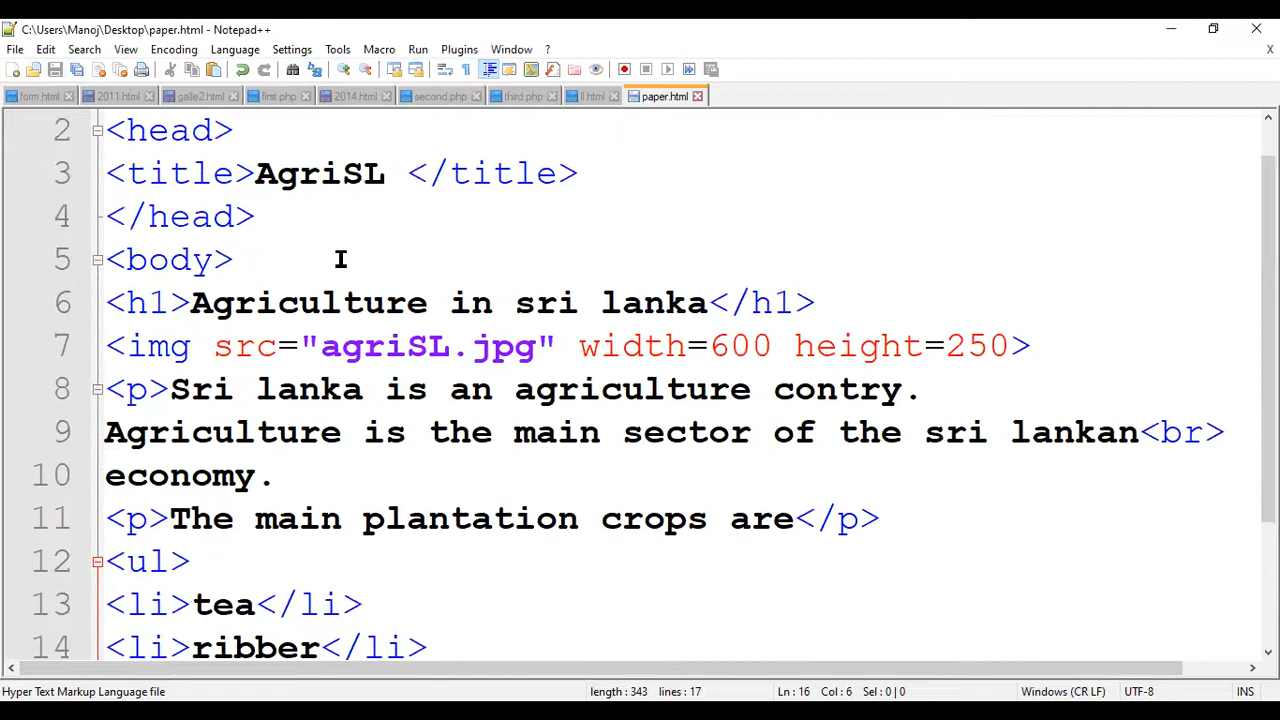 C:\Users\Manoj\Desktop\paper.html - Notepad++
File Edit Search View Encoding Language Settings Tools Macro Run Plugins Window ? X
form.html 2011.html galle2.html first.php 2014.html second.php third.php ll.html paper.html
2 <head>
3 <title>AgriSL </title>
4 </head>
5 <body>
6 <h1>Agriculture in sri lanka</h1>
7 <img src="agriSL.jpg" width=600 height=250>
8 <p>Sri lanka is an agriculture contry.
9 Agriculture is the main sector of the sri lankan<br>
10 economy.
11 <p>The main plantation crops are</p>
12 <ul>
13 <li>tea</li>
14 <li>ribber</li>
Hyper Text Markup Language file length : 343 lines : 17 Ln : 16 Col : 6 Sel : 0 | 0 Windows (CR LF) UTF-8 INS